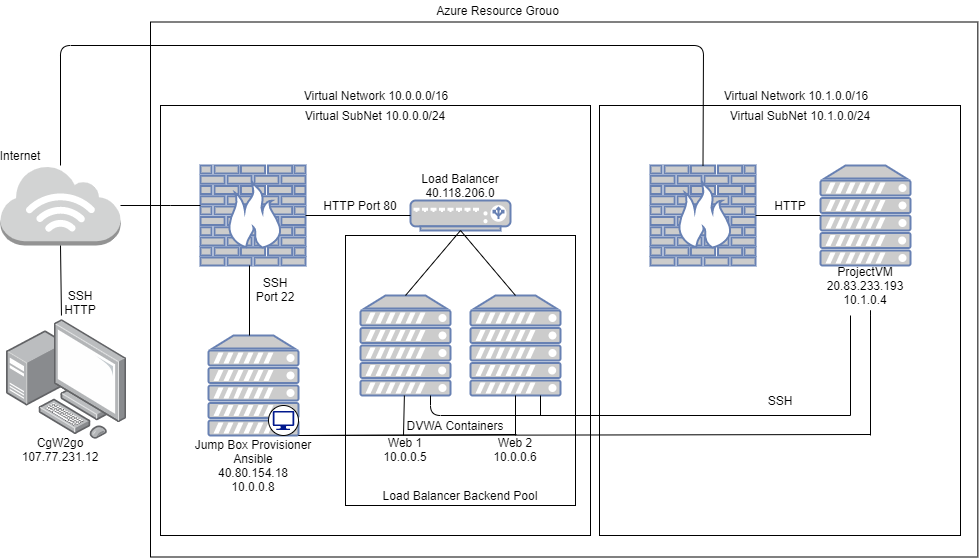 Azure Resource Grouo
Virtual Network 10.0.0.0/16
Virtual SubNet 10.0.0.0/24
Virtual Network 10.1.0.0/16
Virtual SubNet 10.1.0.0/24
Internet
Load Balancer
40.118.206.0
HTTP Port 80
HTTP
ProjectVM
20.83.233.193
10.1.0.4
SSH
Port 22
SSH
HTTP
SSH
DVWA Containers
CgW2go
107.77.231.12
Jump Box Provisioner
Ansible
40.80.154.18
10.0.0.8
Web 1
10.0.0.5
Web 2
10.0.0.6
Load Balancer Backend Pool